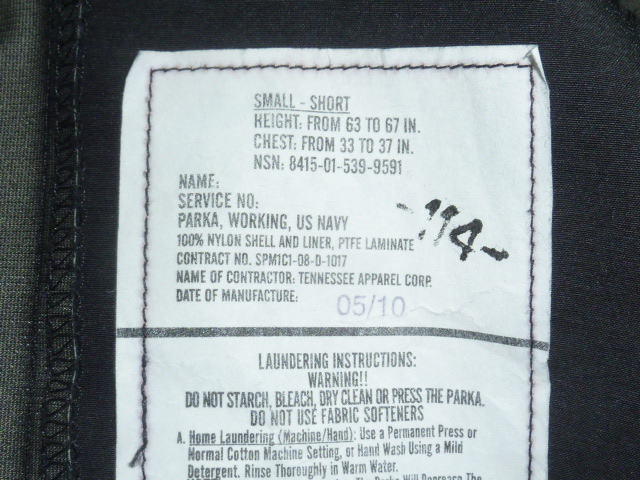 SMALL - SHORT
HEIGHT: FROM 63 TO 67 IN.
CHEST: FROM 33 TO 37 IN.
NSN: 8415-01-539-9591
NAME:
SERVICE NO:
PARKA, WORKING, US NAVY
100% NYLON SHELL AND LINER, PTFE LAMINATE
CONTRACT NO. SPM1C1-08-D-1017
NAME OF CONTRACTOR: TENNESSEE APPAREL CORP.
DATE OF MANUFACTURE: 05/10
-114-
LAUNDERING INSTRUCTIONS:
WARNING!!
DO NOT STARCH, BLEACH, DRY CLEAN OR PRESS THE PARKA.
DO NOT USE FABRIC SOFTENERS
A. Home Laundering (Machine/Hand): Use a Permanent Press or
Normal Cotton Machine Setting, or Hand Wash Using a Mild
Detergent. Rinse Thoroughly in Warm Water.